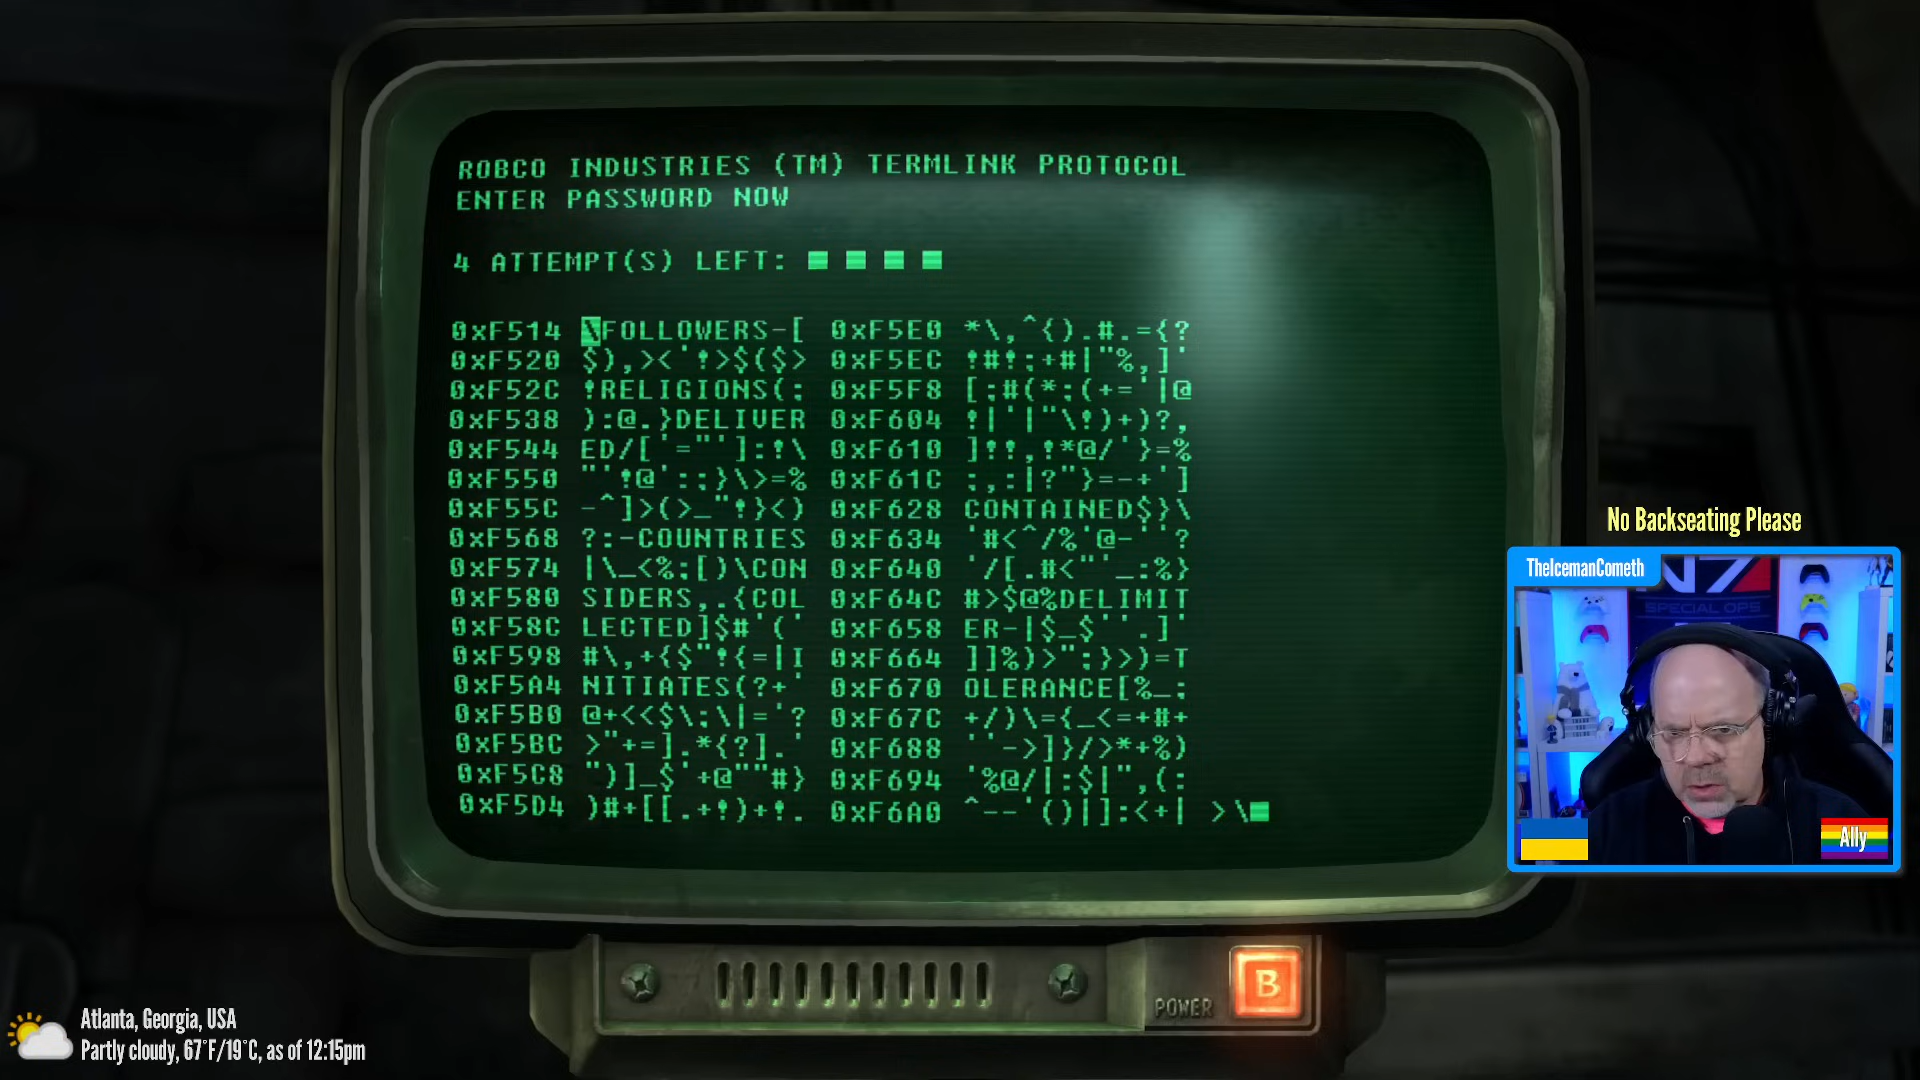 ROBCO INDUSTRIES (TM) TERMLINK PROTOCOL
ENTER PASSWORD NOW
4 ATTEMPT(S) LEFT:
0xF514 \FOLLOWERS-[ 0xF5E0 *\,^().#.={?
0xF520 $),><'!>$($> 0xF5EC !#!;+#|"%,]'
0xF52C !RELIGIONS(: 0xF5F8 [;#(*;(+='|@
0xF538 ):@.}DELIVER 0xF604 !|'|"\!)+)?,
0xF544 ED/['="']:!\ 0xF610 ]!!,!*@/'}=%
0xF550 "'!@':;}\>=% 0xF61C :,:|?"}=-+']
0xF55C -^]>(>_"!}<) 0xF628 CONTAINED$}\
0xF568 ?:-COUNTRIES 0xF634 '#<^/%'@-''?
0xF574 |\_<%;[)\CON 0xF640 '/[.#<"'_:%}
0xF580 SIDERS,.{COL 0xF64C #>$@%DELIMIT
0xF58C LECTED]$#'(' 0xF658 ER-|$_$''.]'
0xF598 #\,+{$"!{=|I 0xF664 ]]%)>";}>)=T
0xF5A4 NITIATES(?+' 0xF670 OLERANCE[%_;
0xF5B0 @+<<$\;\|='? 0xF67C +/)\={_<=+#+
0xF5BC >"+=].*{?].' 0xF688 ''->]}/>*+%)
0xF5C8 ")]_$'+@""#} 0xF694 '%@/|:$|",(:
0xF5D4 )#+[[.+!)+!. 0xF6A0 ^--'()|]:<+| >\
POWER
B
No Backseating Please
TheIcemanCometh
N7
SPECIAL OPS
Ally
Atlanta, Georgia, USA
Partly cloudy, 67°F/19°C, as of 12:15pm